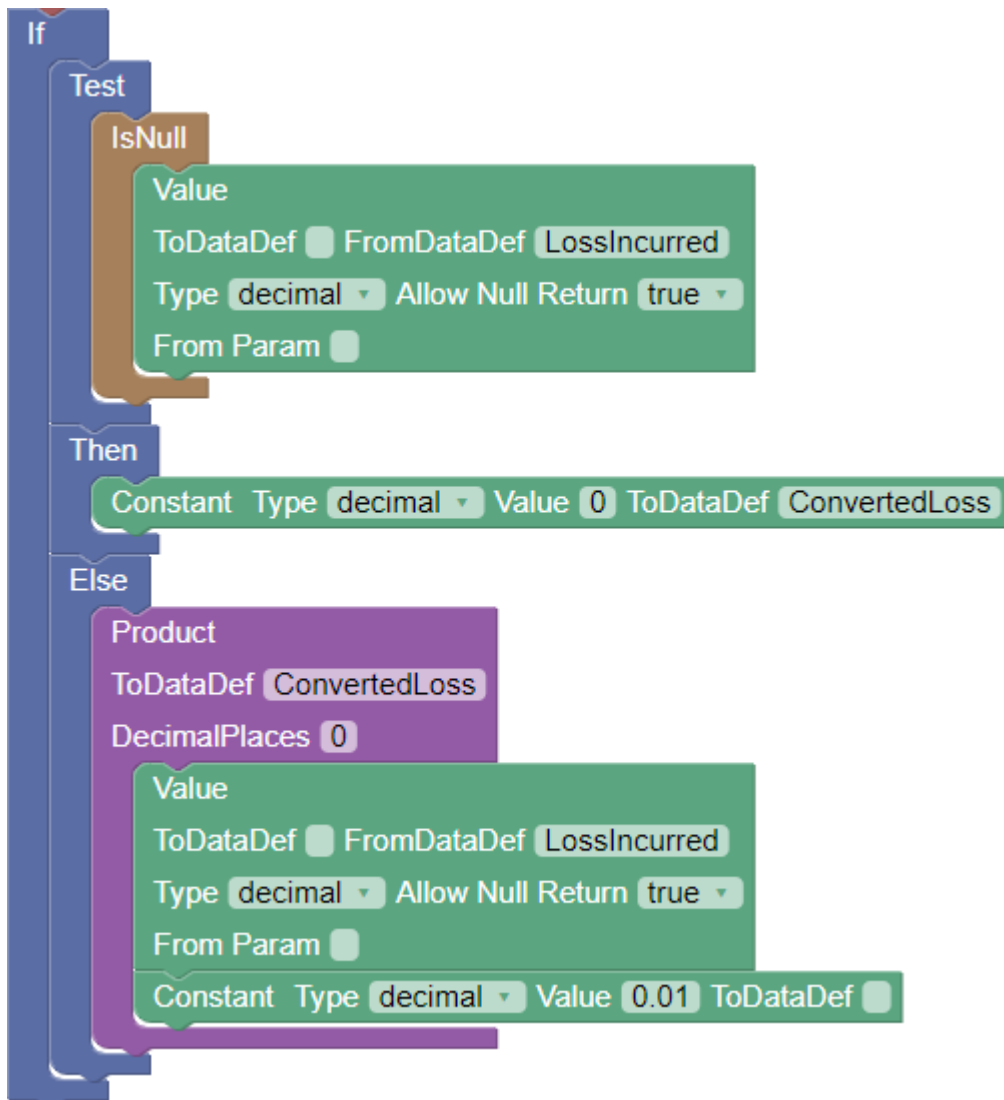 If
Test
IsNull
Value
ToDataDef FromDataDef LossIncurred
Type decimal Allow Null Return true
From Param
Then
Constant Type decimal Value 0 ToDataDef ConvertedLoss
Else
Product
ToDataDef ConvertedLoss
DecimalPlaces 0
Value
ToDataDef FromDataDef LossIncurred
Type decimal Allow Null Return true
From Param
Constant Type decimal Value 0.01 ToDataDef